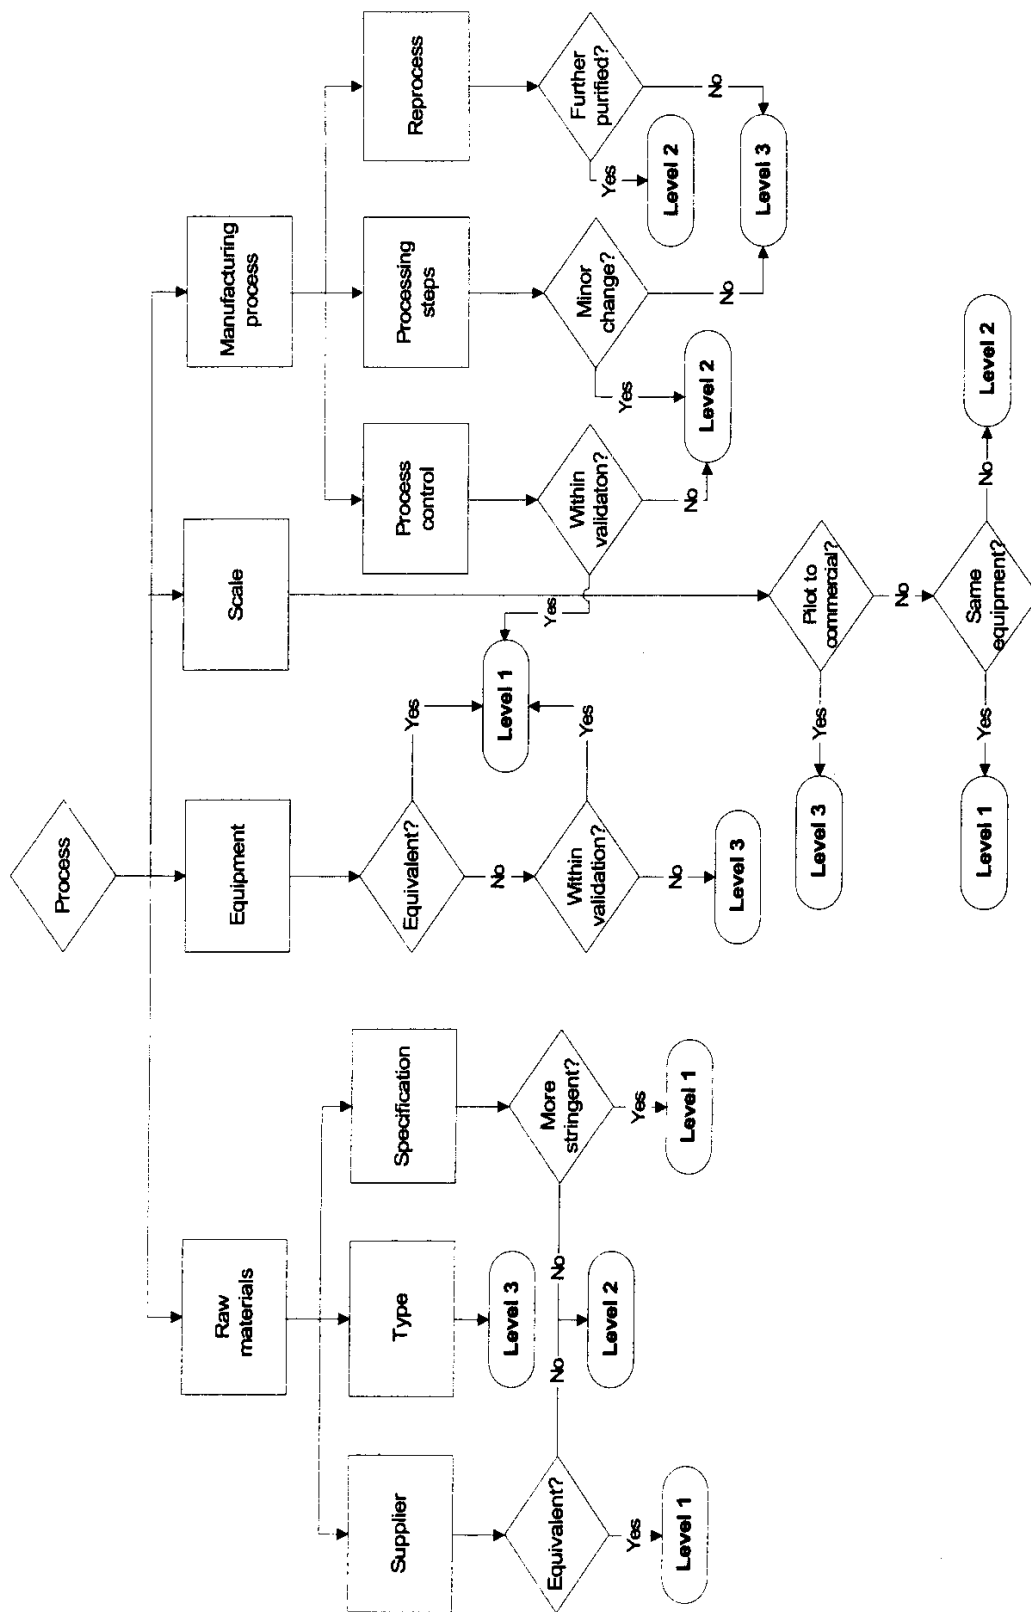 Process
Raw
materials
Equipment
Scale
Manufacturing
process
Supplier
Type
Specification
Equivalent?
Process
control
Processing
steps
Reprocess
Equivalent?
No
No
More
stringent?
Level 3
Level 2
Yes
Level 1
Yes
Level 1
No
Within
validation?
Yes
Yes
Level 1
Yes
No
Level 3
Within
validaton?
No
Minor
change?
Yes
Level 2
No
Further
purified?
Yes
Level 2
No
Level 3
Pilot to
commercial?
Yes
Level 3
No
Same
equipment?
Yes
Level 1
No
Level 2